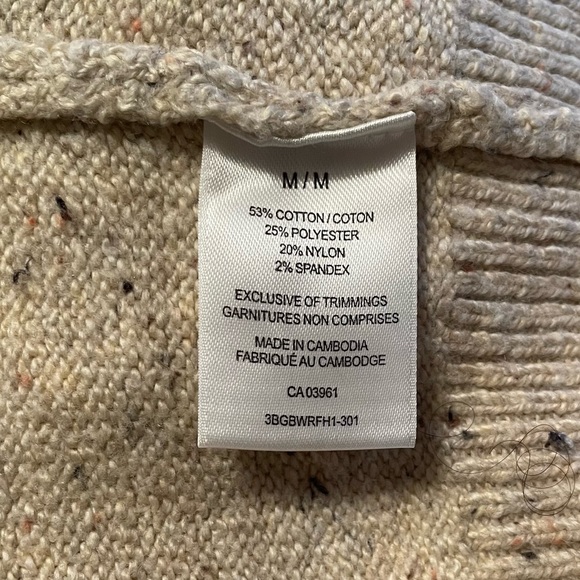 M/M
53% COTTON / COTON
25% POLYESTER
20% NYLON
2% SPANDEX
EXCLUSIVE OF TRIMMINGS
GARNITURES NON COMPRISES
MADE IN CAMBODIA
FABRIQUÉ AU CAMBODGE
CA 03961
3BGBWRFH1-301